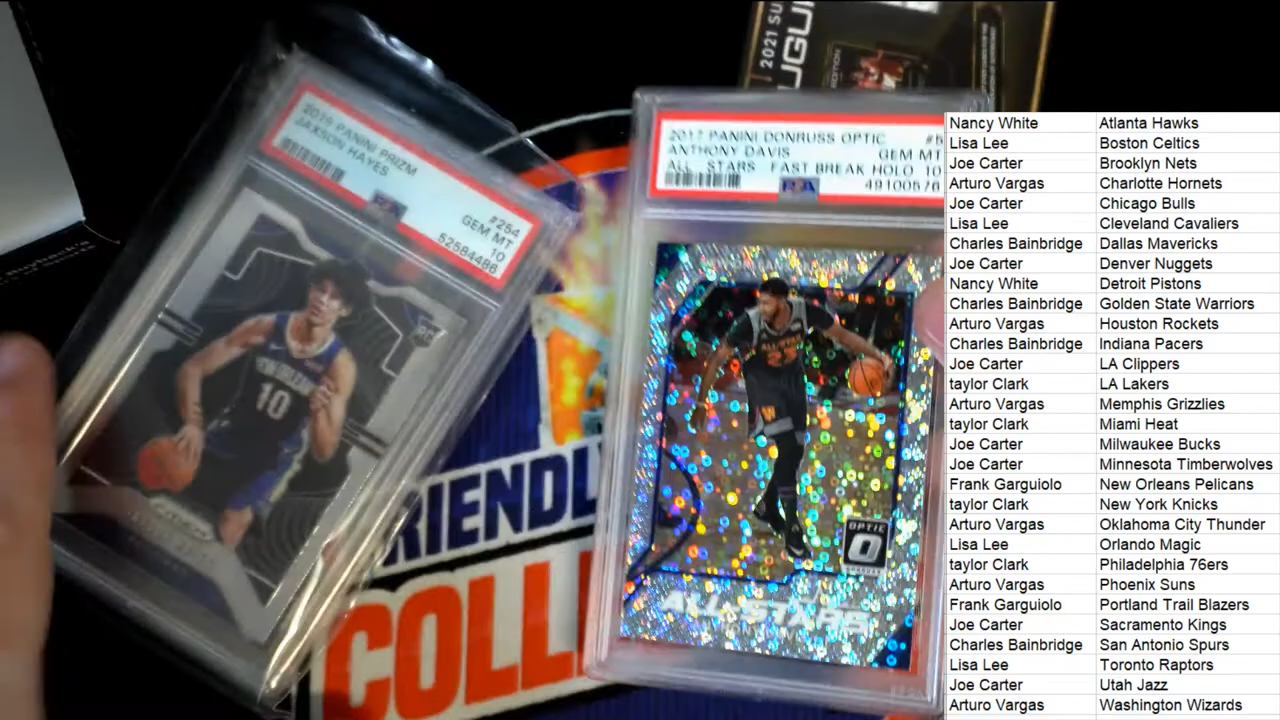 2021 SU
2019 PANINI PRIZM
JAXSON HAYES
#254
GEM MT
10
52584486
10
RC
PRIZM
2017 PANINI DONRUSS OPTIC
ANTHONY DAVIS
GEM MT
ALL STARS FAST BREAK HOLO 10
PSA
49100576
23
W
OPTIC
ALL★STARS
RIENDLY
COLL
Nancy White Atlanta Hawks
Lisa Lee Boston Celtics
Joe Carter Brooklyn Nets
Arturo Vargas Charlotte Hornets
Joe Carter Chicago Bulls
Lisa Lee Cleveland Cavaliers
Charles Bainbridge Dallas Mavericks
Joe Carter Denver Nuggets
Nancy White Detroit Pistons
Charles Bainbridge Golden State Warriors
Arturo Vargas Houston Rockets
Charles Bainbridge Indiana Pacers
Joe Carter LA Clippers
taylor Clark LA Lakers
Arturo Vargas Memphis Grizzlies
taylor Clark Miami Heat
Joe Carter Milwaukee Bucks
Joe Carter Minnesota Timberwolves
Frank Garguiolo New Orleans Pelicans
taylor Clark New York Knicks
Arturo Vargas Oklahoma City Thunder
Lisa Lee Orlando Magic
taylor Clark Philadelphia 76ers
Arturo Vargas Phoenix Suns
Frank Garguiolo Portland Trail Blazers
Joe Carter Sacramento Kings
Charles Bainbridge San Antonio Spurs
Lisa Lee Toronto Raptors
Joe Carter Utah Jazz
Arturo Vargas Washington Wizards